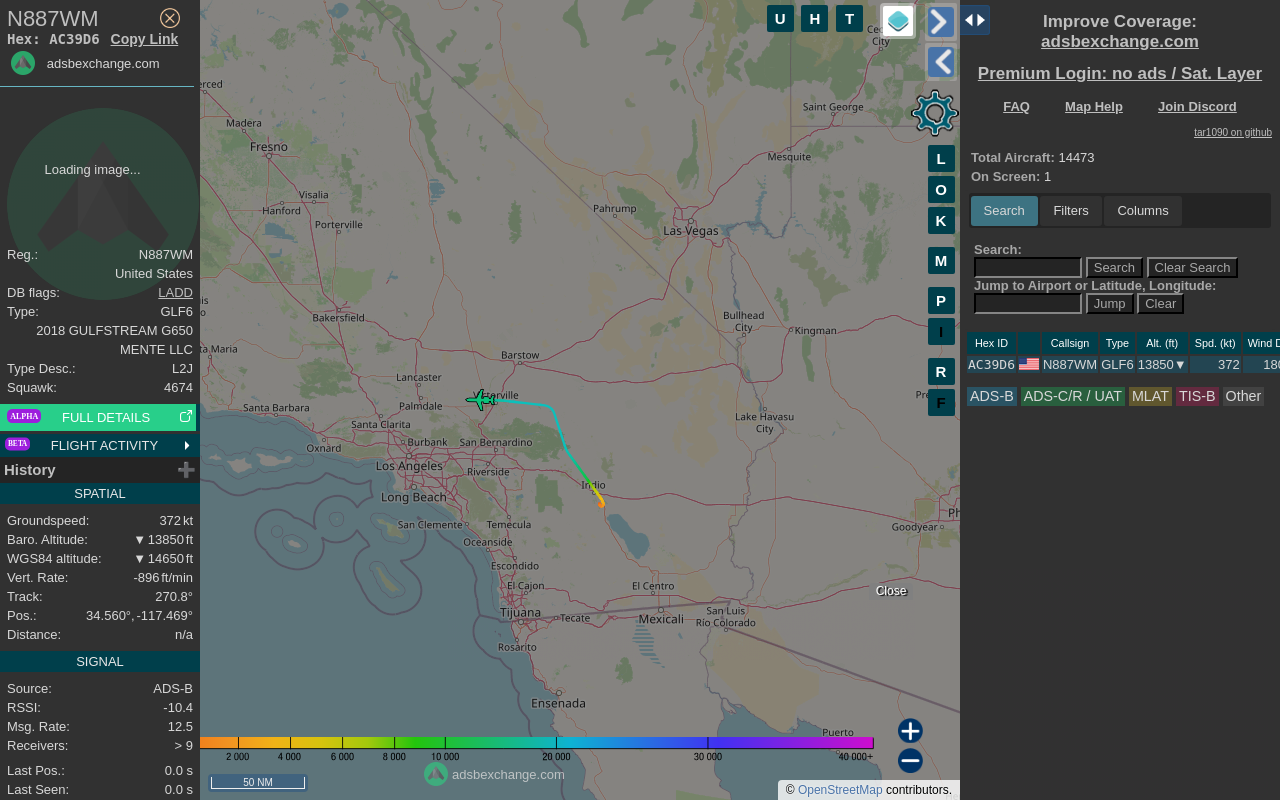 N887WM
Hex: AC39D6 Copy Link
adsbexchange.com
Loading image...
Reg.: N887WM
United States
DB flags: LADD
Type: GLF6
2018 GULFSTREAM G650
MENTE LLC
Type Desc.: L2J
Squawk: 4674
ALPHA FULL DETAILS
BETA FLIGHT ACTIVITY
History
SPATIAL
Groundspeed: 372 kt
Baro. Altitude: ▼ 13850 ft
WGS84 altitude: ▼ 14650 ft
Vert. Rate: -896 ft/min
Track: 270.8°
Pos.: 34.560°, -117.469°
Distance: n/a
SIGNAL
Source: ADS-B
RSSI: -10.4
Msg. Rate: 12.5
Receivers: > 9
Last Pos.: 0.0 s
Last Seen: 0.0 s
U H T
City
Saint George
Madera
Fresno
Mesquite
Visalia
Hanford
Pahrump
Porterville
Las Vegas
Bakersfield
Bullhead
City
Kingman
Barstow
Lancaster
Palmdale
Santa Barbara
Lake Havasu
City
Santa Clarita
Oxnard
Burbank
San Bernardino
Los Angeles
Riverside
Indio
Long Beach
San Clemente
Temecula
Goodyear
Oceanside
Escondido
El Cajon
El Centro
Close
Tijuana
Tecate
Mexicali
San Luis
Río Colorado
Rosarito
Ensenada
Puerto
L
O
K
M
P
I
R
F
2 000 4 000 6 000 8 000 10 000 20 000 30 000 40 000+
adsbexchange.com
50 NM
© OpenStreetMap contributors.
Improve Coverage:
adsbexchange.com
Premium Login: no ads / Sat. Layer
FAQ Map Help Join Discord
tar1090 on github
Total Aircraft: 14473
On Screen: 1
Search Filters Columns
Search:
Search Clear Search
Jump to Airport or Latitude, Longitude:
Jump Clear
Hex ID Callsign Type Alt. (ft) Spd. (kt) Wind D
AC39D6 N887WM GLF6 13850▼ 372 180
ADS-B ADS-C/R / UAT MLAT TIS-B Other